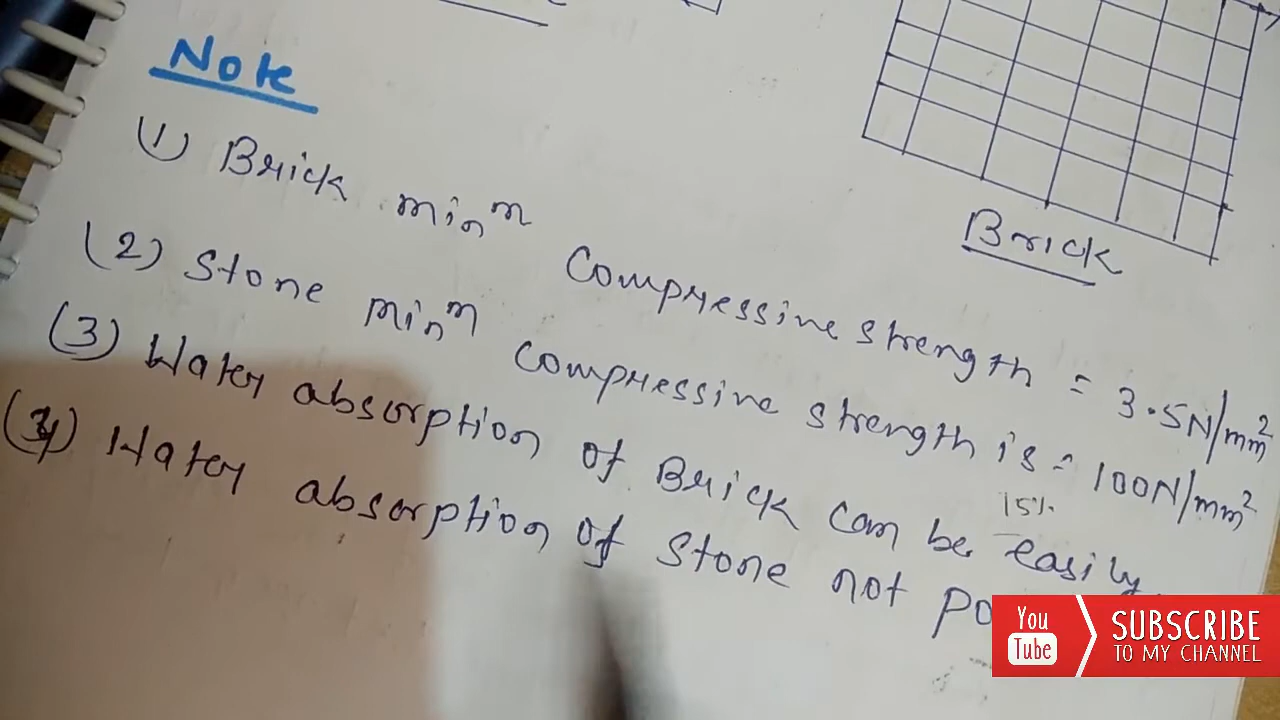 Note
Brick
(1) Brick minm Compressive strength = 3.5N/mm²
(2) Stone minm Compressive strength is = 100N/mm²
15%
(3) Water absorption of Brick can be easily
(4) Water absorption of Stone not
You
Tube
SUBSCRIBE
TO MY CHANNEL